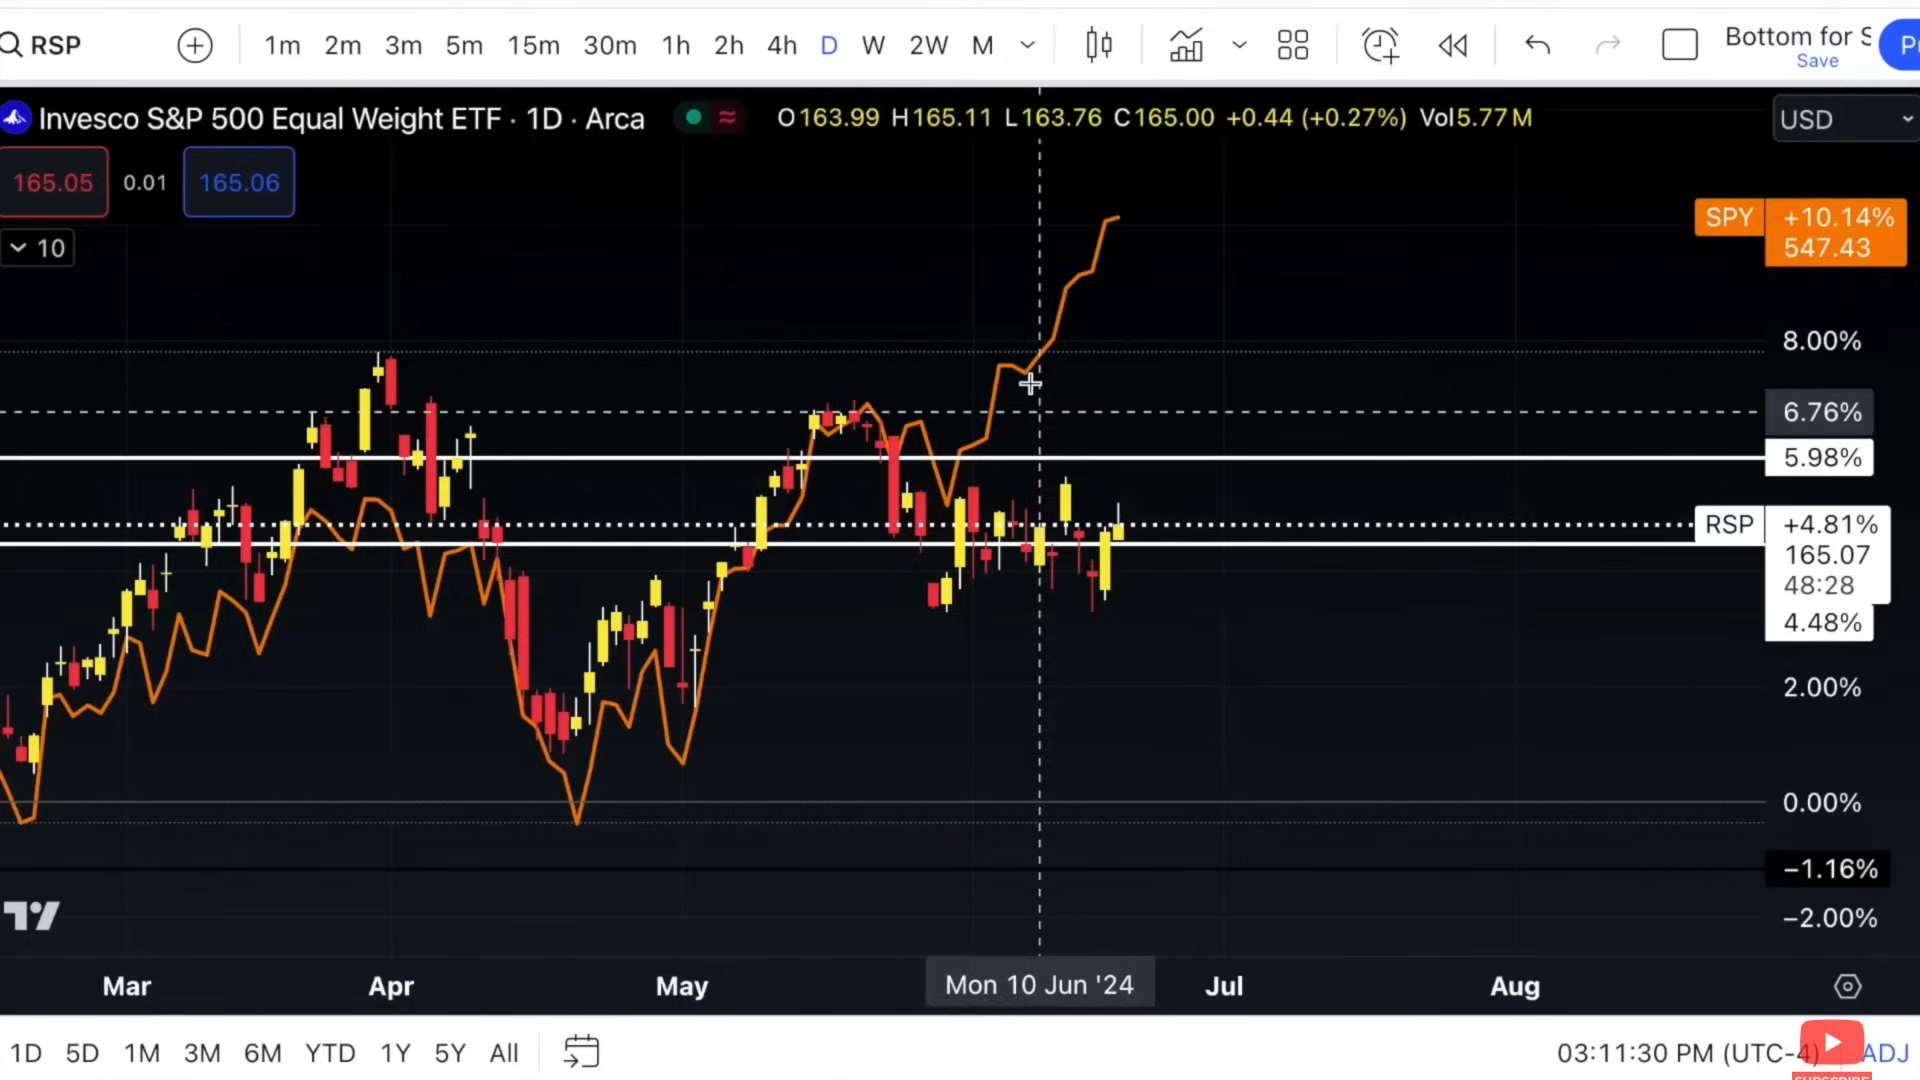 RSP
1m 2m 3m 5m 15m 30m 1h 2h 4h D W 2W M
Bottom for S
Save
Invesco S&P 500 Equal Weight ETF · 1D · Arca
O163.99 H165.11 L163.76 C165.00 +0.44 (+0.27%) Vol5.77 M
USD
165.05 0.01 165.06
10
SPY +10.14%
547.43
8.00%
6.76%
5.98%
RSP +4.81%
165.07
48:28
4.48%
2.00%
0.00%
−1.16%
−2.00%
Mar Apr May Mon 10 Jun '24 Jul Aug
1D 5D 1M 3M 6M YTD 1Y 5Y All
03:11:30 PM (UTC-4) ADJ
SUBSCRIBE